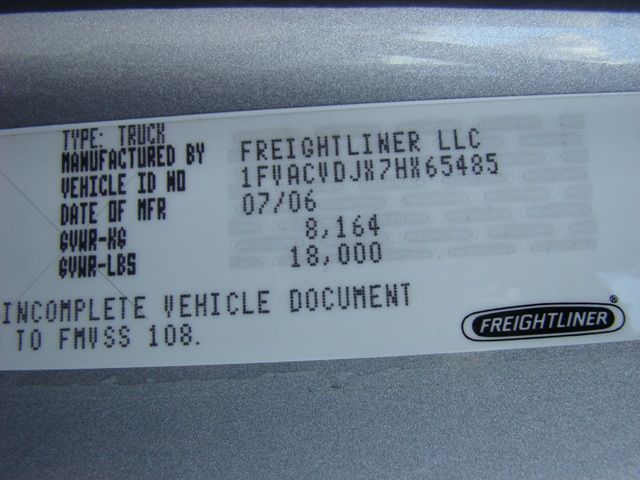 TYPE: TRUCK
MANUFACTURED BY FREIGHTLINER LLC
VEHICLE ID NO 1FVACVDJX7HX65485
DATE OF MFR 07/06
GVWR-KG 8,164
GVWR-LBS 18,000
INCOMPLETE VEHICLE DOCUMENT
TO FMVSS 108.
FREIGHTLINER ®